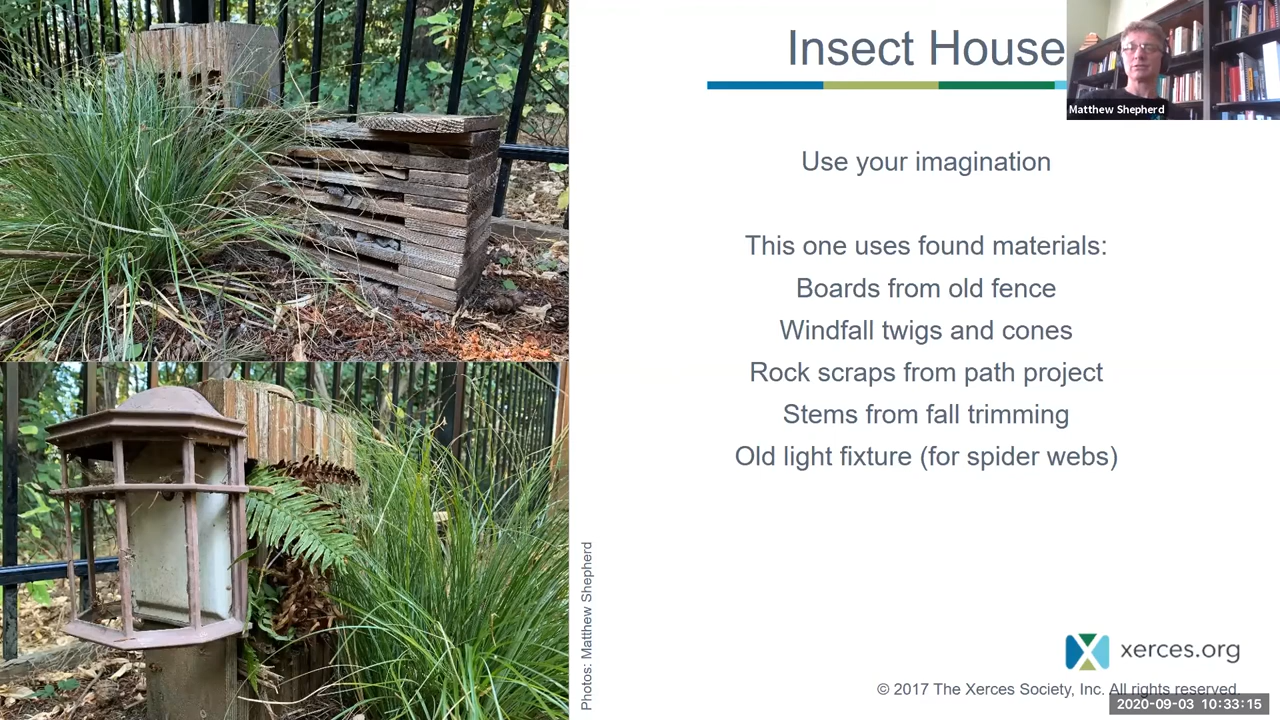 Insect House
Matthew Shepherd
Use your imagination
This one uses found materials:
Boards from old fence
Windfall twigs and cones
Rock scraps from path project
Stems from fall trimming
Old light fixture (for spider webs)
Photos: Matthew Shepherd
xerces.org
© 2017 The Xerces Society, Inc. All rights reserved.
2020-09-03 10:33:15